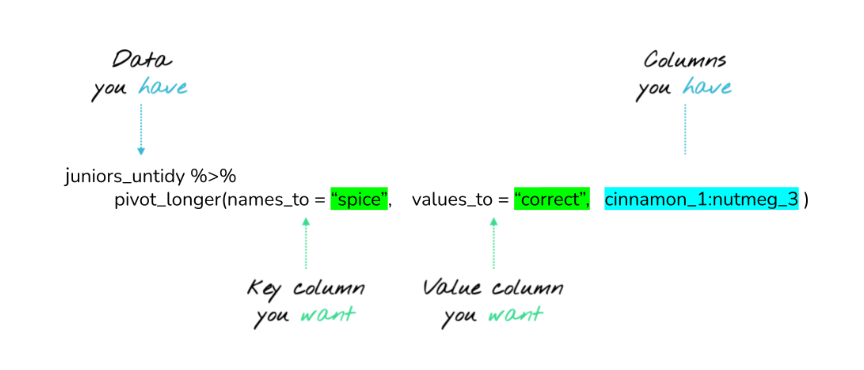 Data
you have
Columns
you have
juniors_untidy %>%
pivot_longer(names_to = “spice”, values_to = “correct”, cinnamon_1:nutmeg_3 )
Key column
you want
Value column
you want